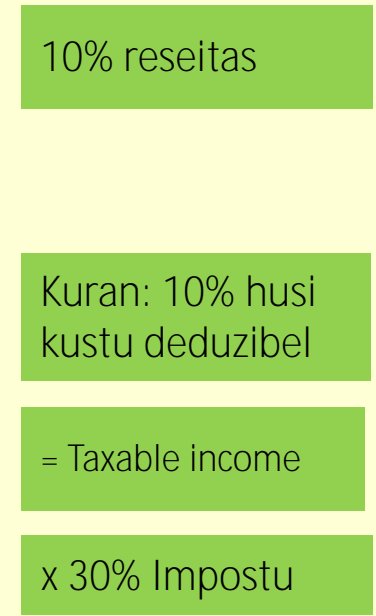 10% reseitas
Kuran: 10% husi
kustu deduzibel
= Taxable income
x 30% Impostu